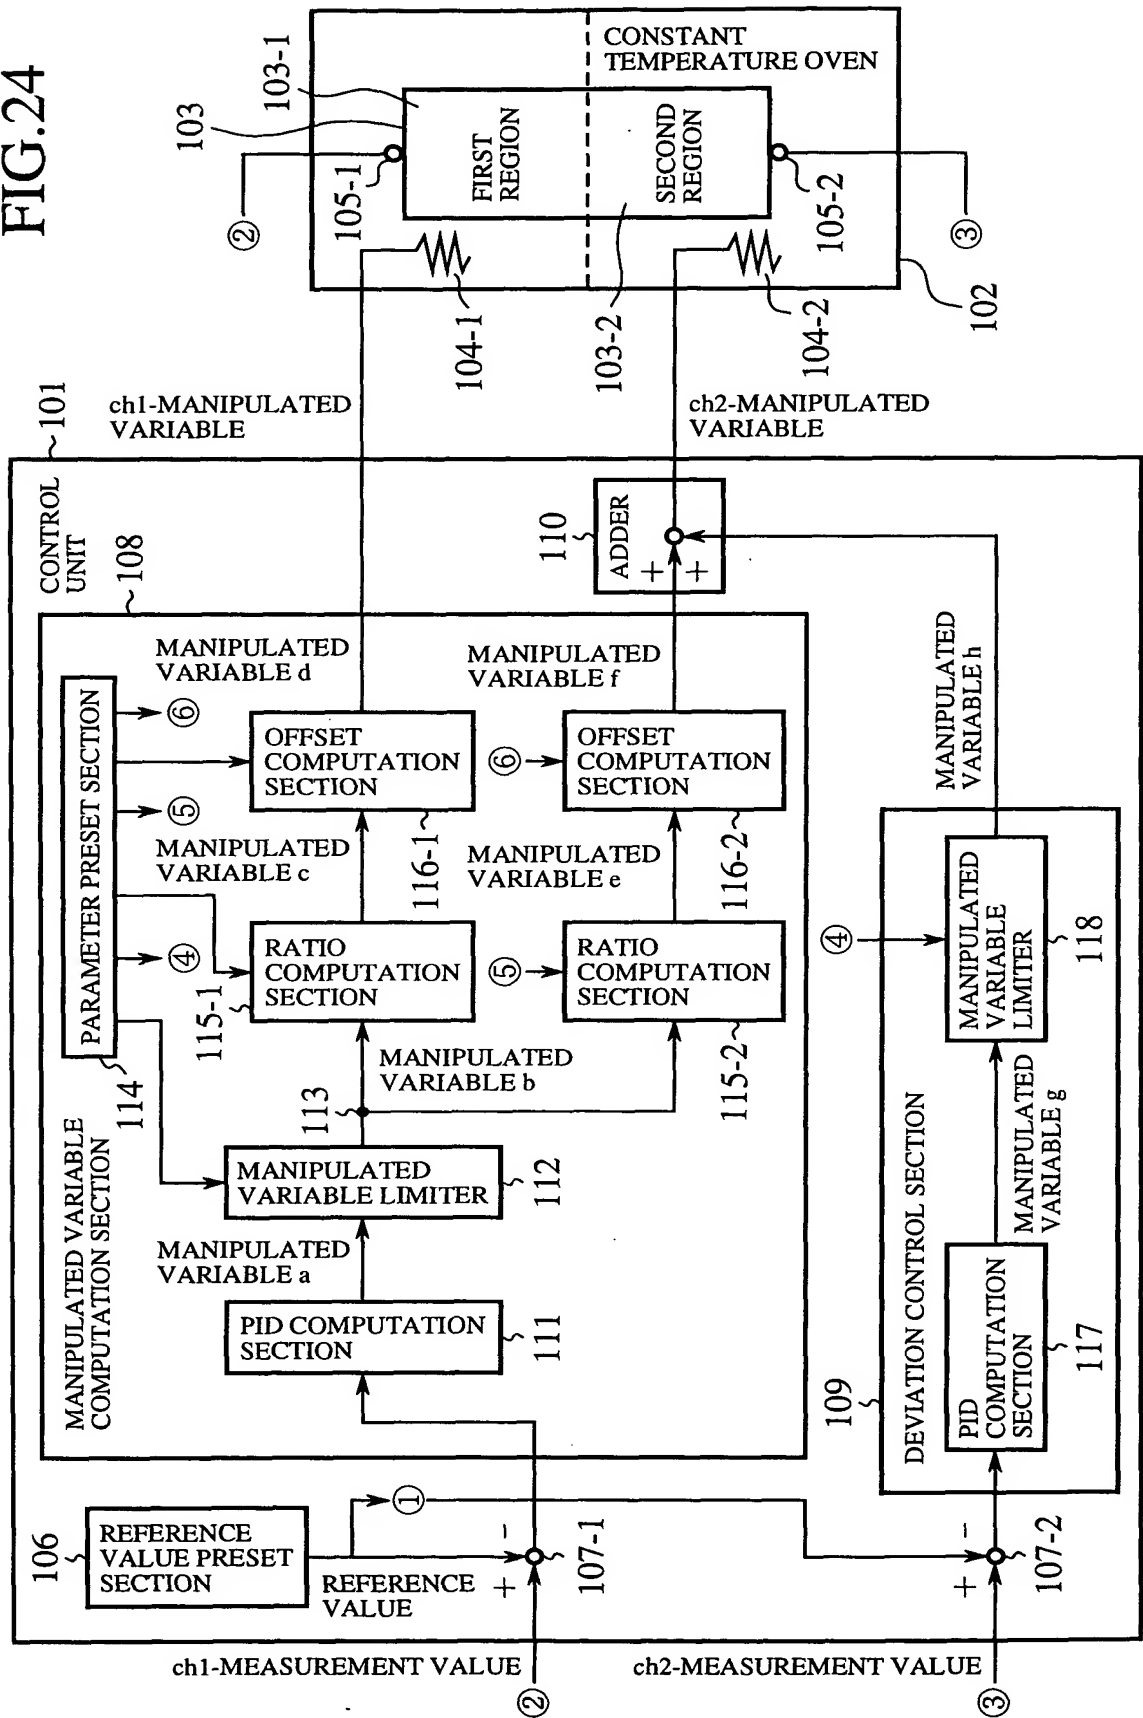 FIG.24
101
CONTROL
UNIT
108
MANIPULATED VARIABLE
COMPUTATION SECTION
114
PARAMETER PRESET SECTION
④
⑤
⑥
106
REFERENCE
VALUE PRESET
SECTION
REFERENCE
VALUE
①
ch1-MEASUREMENT VALUE
②
+
-
107-1
PID COMPUTATION
SECTION
111
MANIPULATED
VARIABLE a
MANIPULATED
VARIABLE LIMITER
112
113
MANIPULATED
VARIABLE b
115-1
RATIO
COMPUTATION
SECTION
MANIPULATED
VARIABLE c
OFFSET
COMPUTATION
SECTION
116-1
MANIPULATED
VARIABLE d
ch1-MANIPULATED
VARIABLE
⑤
RATIO
COMPUTATION
SECTION
115-2
MANIPULATED
VARIABLE e
⑥
OFFSET
COMPUTATION
SECTION
116-2
MANIPULATED
VARIABLE f
110
ADDER
+
+
ch2-MANIPULATED
VARIABLE
ch2-MEASUREMENT VALUE
③
+
-
107-2
109
DEVIATION CONTROL SECTION
PID
COMPUTATION
SECTION
117
MANIPULATED
VARIABLE g
④
MANIPULATED
VARIABLE
LIMITER
118
MANIPULATED
VARIABLE h
②
103
103-1
105-1
FIRST
REGION
104-1
CONSTANT
TEMPERATURE OVEN
SECOND
REGION
103-2
104-2
105-2
③
102